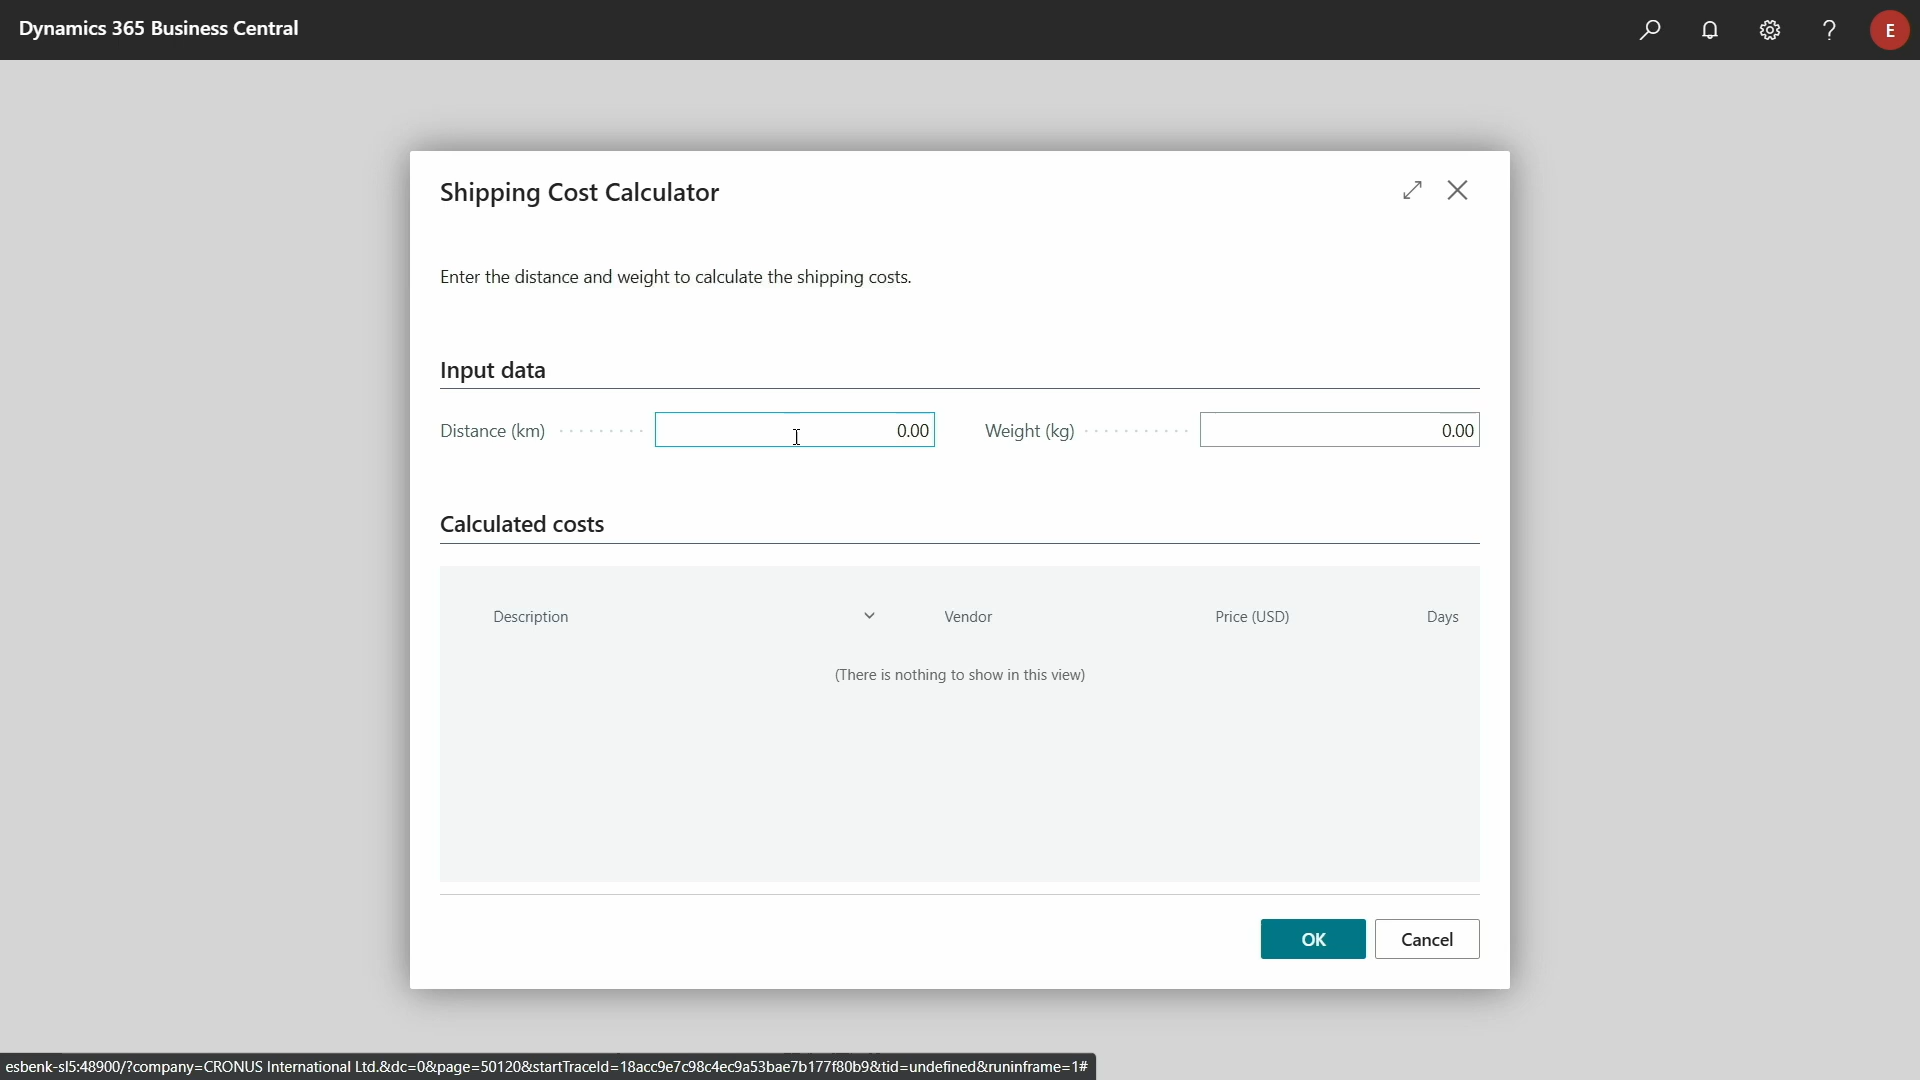 Dynamics 365 Business Central
E
Shipping Cost Calculator
Enter the distance and weight to calculate the shipping costs.
Input data
Distance (km) 0.00 Weight (kg) 0.00
Calculated costs
Description Vendor Price (USD) Days
(There is nothing to show in this view)
OK Cancel
esbenk-sl5:48900/?company=CRONUS International Ltd.&dc=0&page=50120&startTraceId=18acc9e7c98c4ec9a53bae7b177f80b9&tid=undefined&runinframe=1#